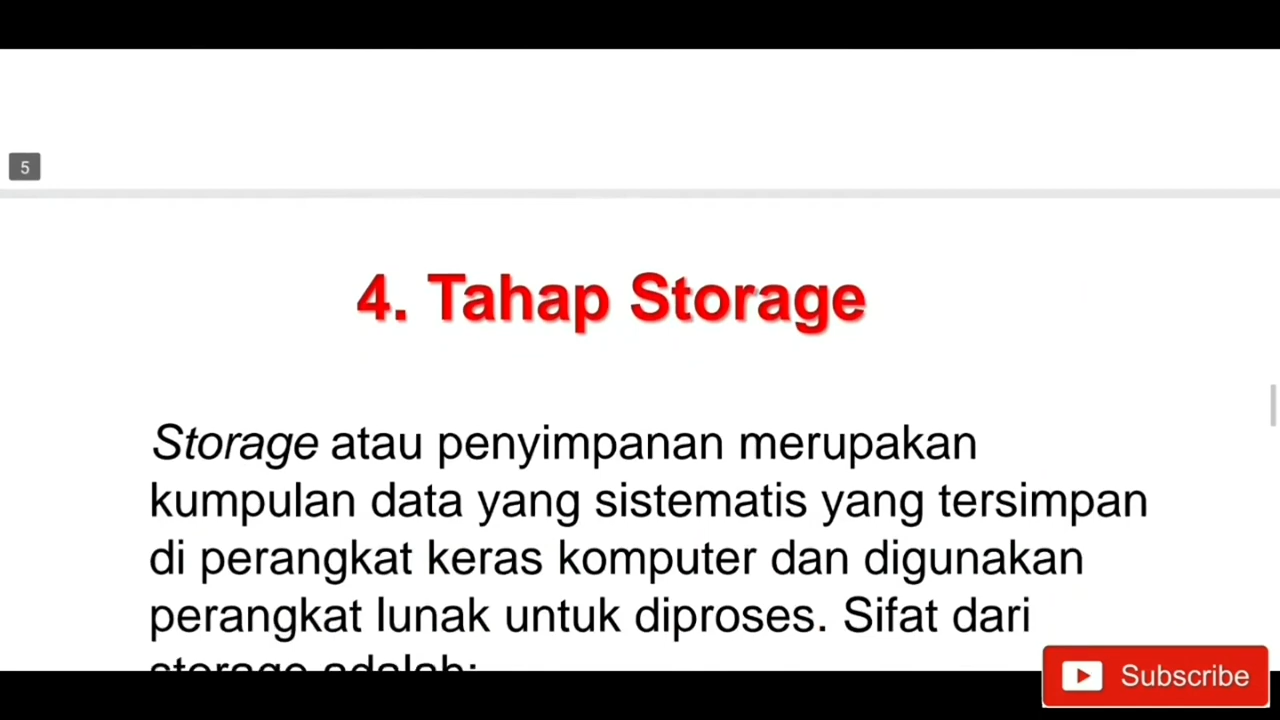 5
4. Tahap Storage
Storage atau penyimpanan merupakan
kumpulan data yang sistematis yang tersimpan
di perangkat keras komputer dan digunakan
perangkat lunak untuk diproses. Sifat dari
storage adalah:
Subscribe